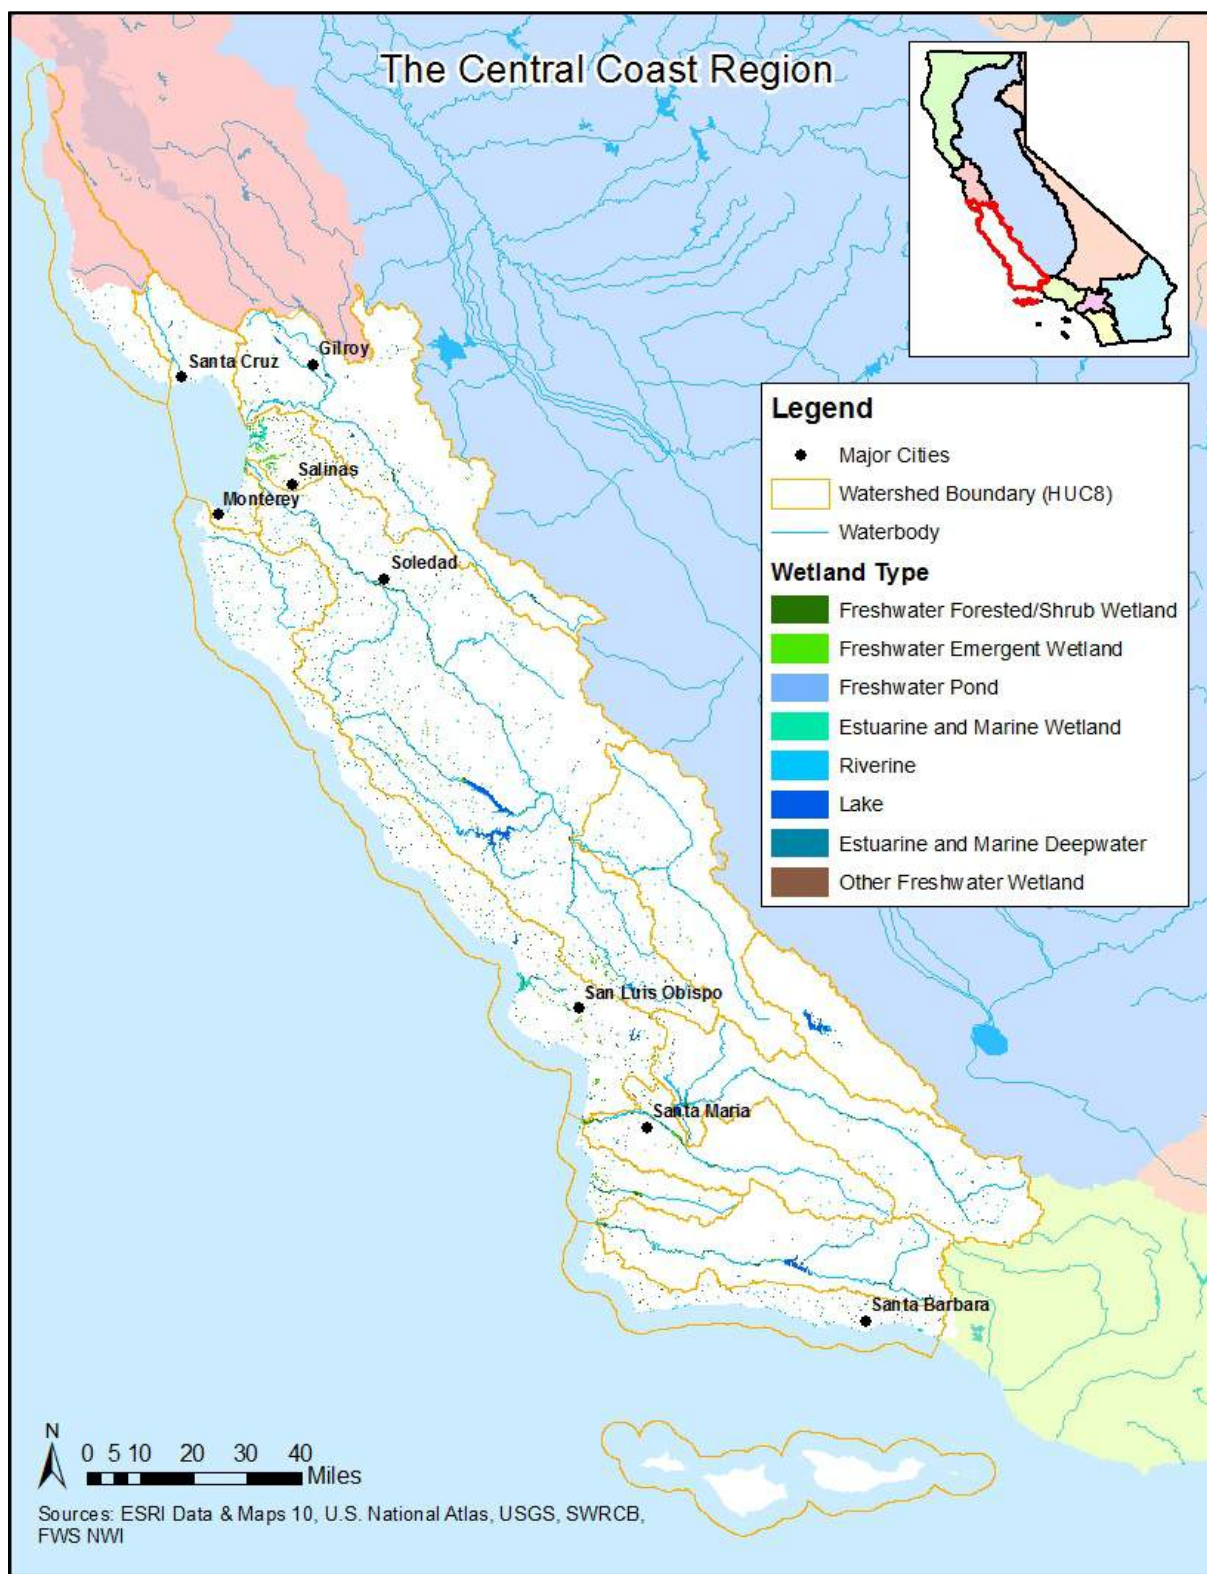 The Central Coast Region
Santa Cruz
Gilroy
Salinas
Monterey
Soledad
San Luis Obispo
Santa Maria
Santa Barbara
Legend
Major Cities
Watershed Boundary (HUC8)
Waterbody
Wetland Type
Freshwater Forested/Shrub Wetland
Freshwater Emergent Wetland
Freshwater Pond
Estuarine and Marine Wetland
Riverine
Lake
Estuarine and Marine Deepwater
Other Freshwater Wetland
N
0 5 10 20 30 40
Miles
Sources: ESRI Data & Maps 10, U.S. National Atlas, USGS, SWRCB,
FWS NWI